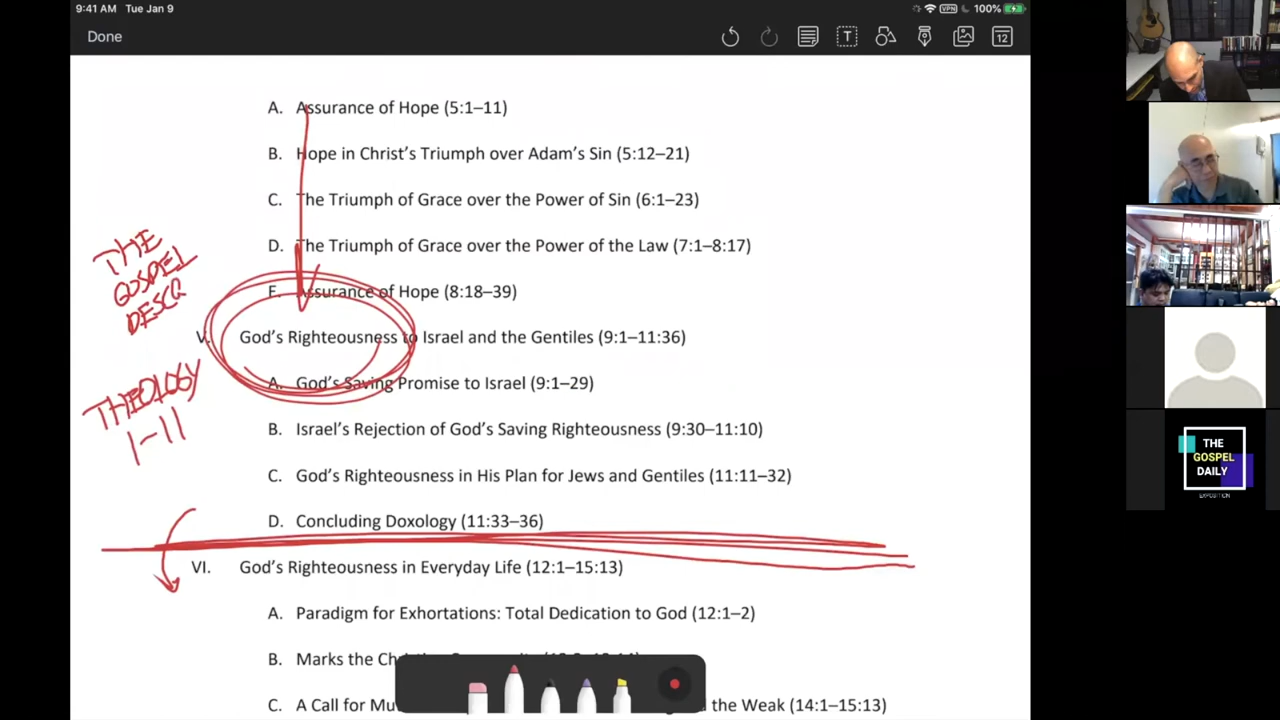 9:41 AM Tue Jan 9
VPN 100%
Done
12
A. Assurance of Hope (5:1–11)
B. Hope in Christ’s Triumph over Adam’s Sin (5:12–21)
C. The Triumph of Grace over the Power of Sin (6:1–23)
D. The Triumph of Grace over the Power of the Law (7:1–8:17)
E. Assurance of Hope (8:18–39)
V. God’s Righteousness to Israel and the Gentiles (9:1–11:36)
A. God’s Saving Promise to Israel (9:1–29)
B. Israel’s Rejection of God’s Saving Righteousness (9:30–11:10)
C. God’s Righteousness in His Plan for Jews and Gentiles (11:11–32)
D. Concluding Doxology (11:33–36)
VI. God’s Righteousness in Everyday Life (12:1–15:13)
A. Paradigm for Exhortations: Total Dedication to God (12:1–2)
B. Marks the
C. A Call for the Weak (14:1–15:13)
THE
GOSPEL
THEOLOGY
1-11
THE
GOSPEL
DAILY
EXPOSITION